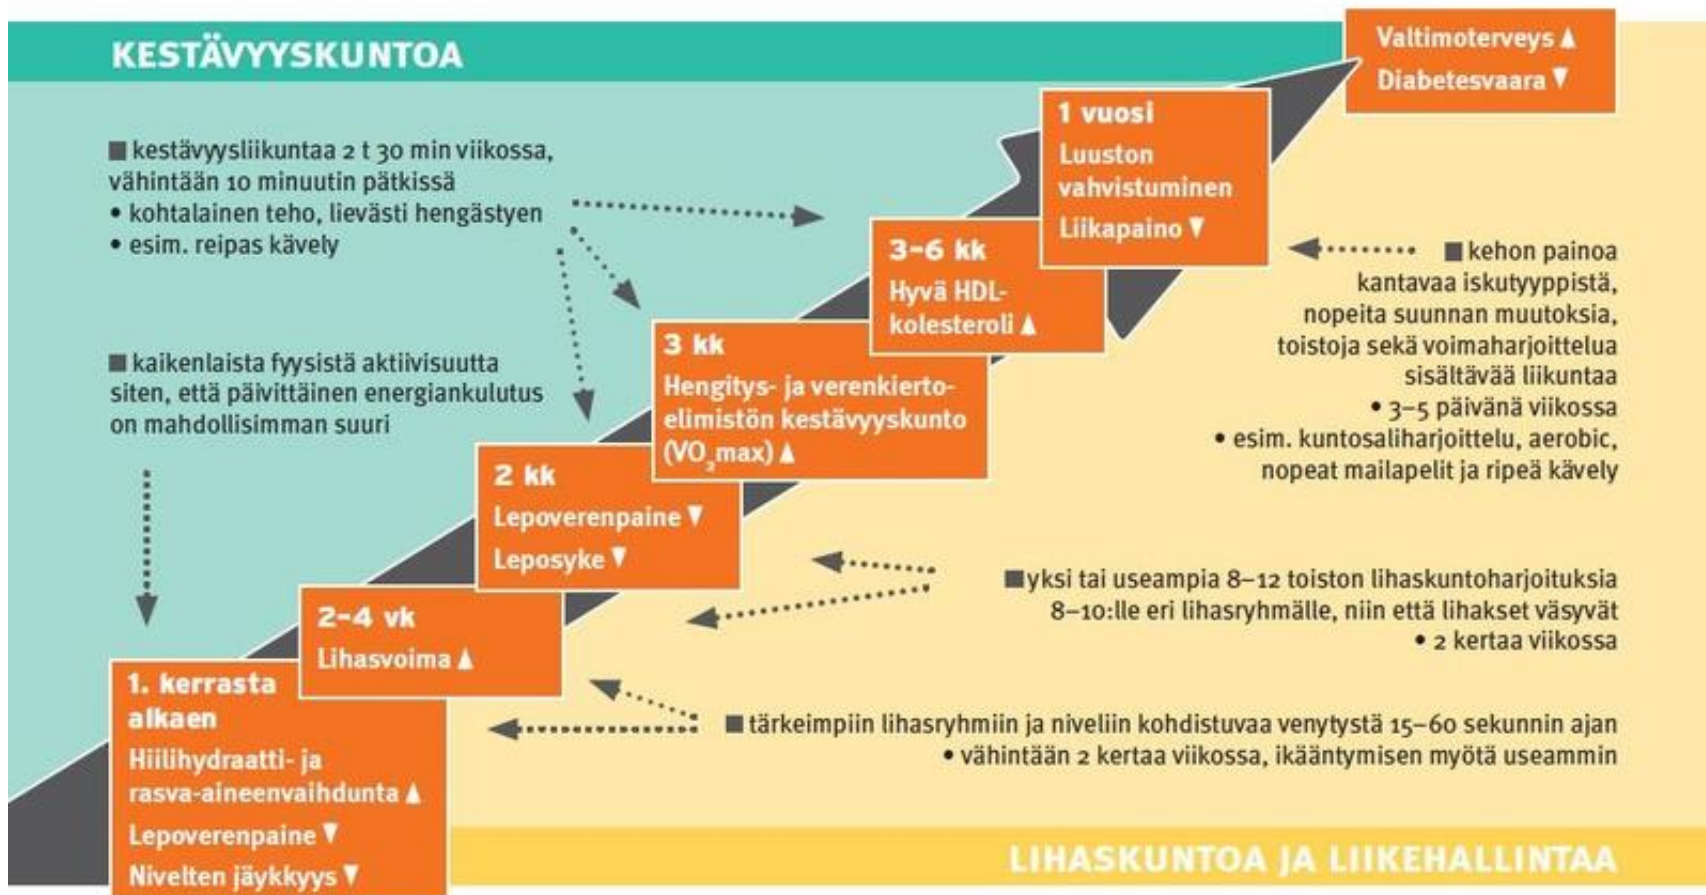 KESTÄVYYSKUNTOA
■ kestävyysliikuntaa 2 t 30 min viikossa,
vähintään 10 minuutin pätkissä
• kohtalainen teho, lievästi hengästyen
• esim. reipas kävely
■ kaikenlaista fyysistä aktiivisuutta
siten, että päivittäinen energiankulutus
on mahdollisimman suuri
1. kerrasta
alkaen
Hiilihydraatti- ja
rasva-aineenvaihdunta ▲
Lepoverenpaine ▼
Nivelten jäykkyys ▼
2–4 vk
Lihasvoima ▲
2 kk
Lepoverenpaine ▼
Leposyke ▼
3 kk
Hengitys- ja verenkierto-
elimistön kestävyyskunto
(VO₂max) ▲
3–6 kk
Hyvä HDL-
kolesteroli ▲
1 vuosi
Luuston
vahvistuminen
Liikapaino ▼
Valtimoterveys ▲
Diabetesvaara ▼
■ kehon painoa
kantavaa iskutyyppistä,
nopeita suunnan muutoksia,
toistoja sekä voimaharjoittelua
sisältävää liikuntaa
• 3–5 päivänä viikossa
• esim. kuntosaliharjoittelu, aerobic,
nopeat mailapelit ja ripeä kävely
■ yksi tai useampia 8–12 toiston lihaskuntoharjoituksia
8–10:lle eri lihasryhmälle, niin että lihakset väsyvät
• 2 kertaa viikossa
■ tärkeimpiin lihasryhmiin ja niveliin kohdistuvaa venytystä 15–60 sekunnin ajan
• vähintään 2 kertaa viikossa, ikääntymisen myötä useammin
LIHASKUNTOA JA LIIKEHALLINTAA